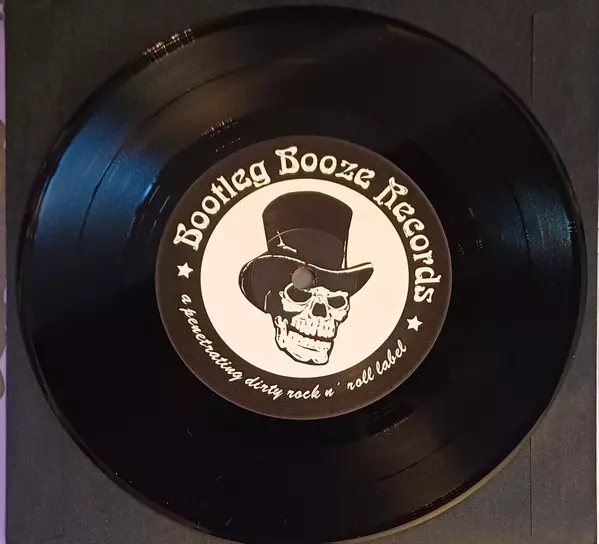 Bootleg Booze Records
a penetrating dirty rock n´ roll label